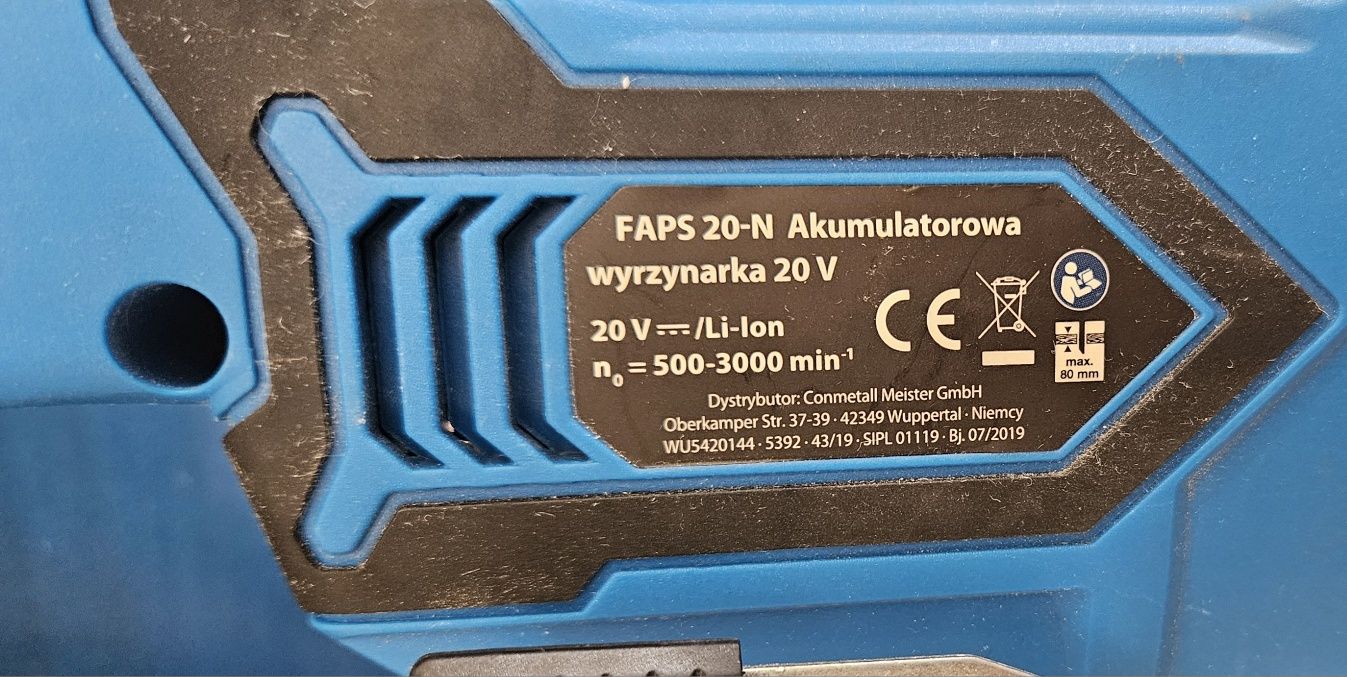 FAPS 20-N Akumulatorowa
wyrzynarka 20 V
20 V ⎓ /Li-Ion
n₀ = 500-3000 min⁻¹
CE
max.
80 mm
Dystrybutor: Conmetall Meister GmbH
Oberkamper Str. 37-39 · 42349 Wuppertal · Niemcy
WU5420144 · 5392 · 43/19 · SIPL 01119 · Bj. 07/2019